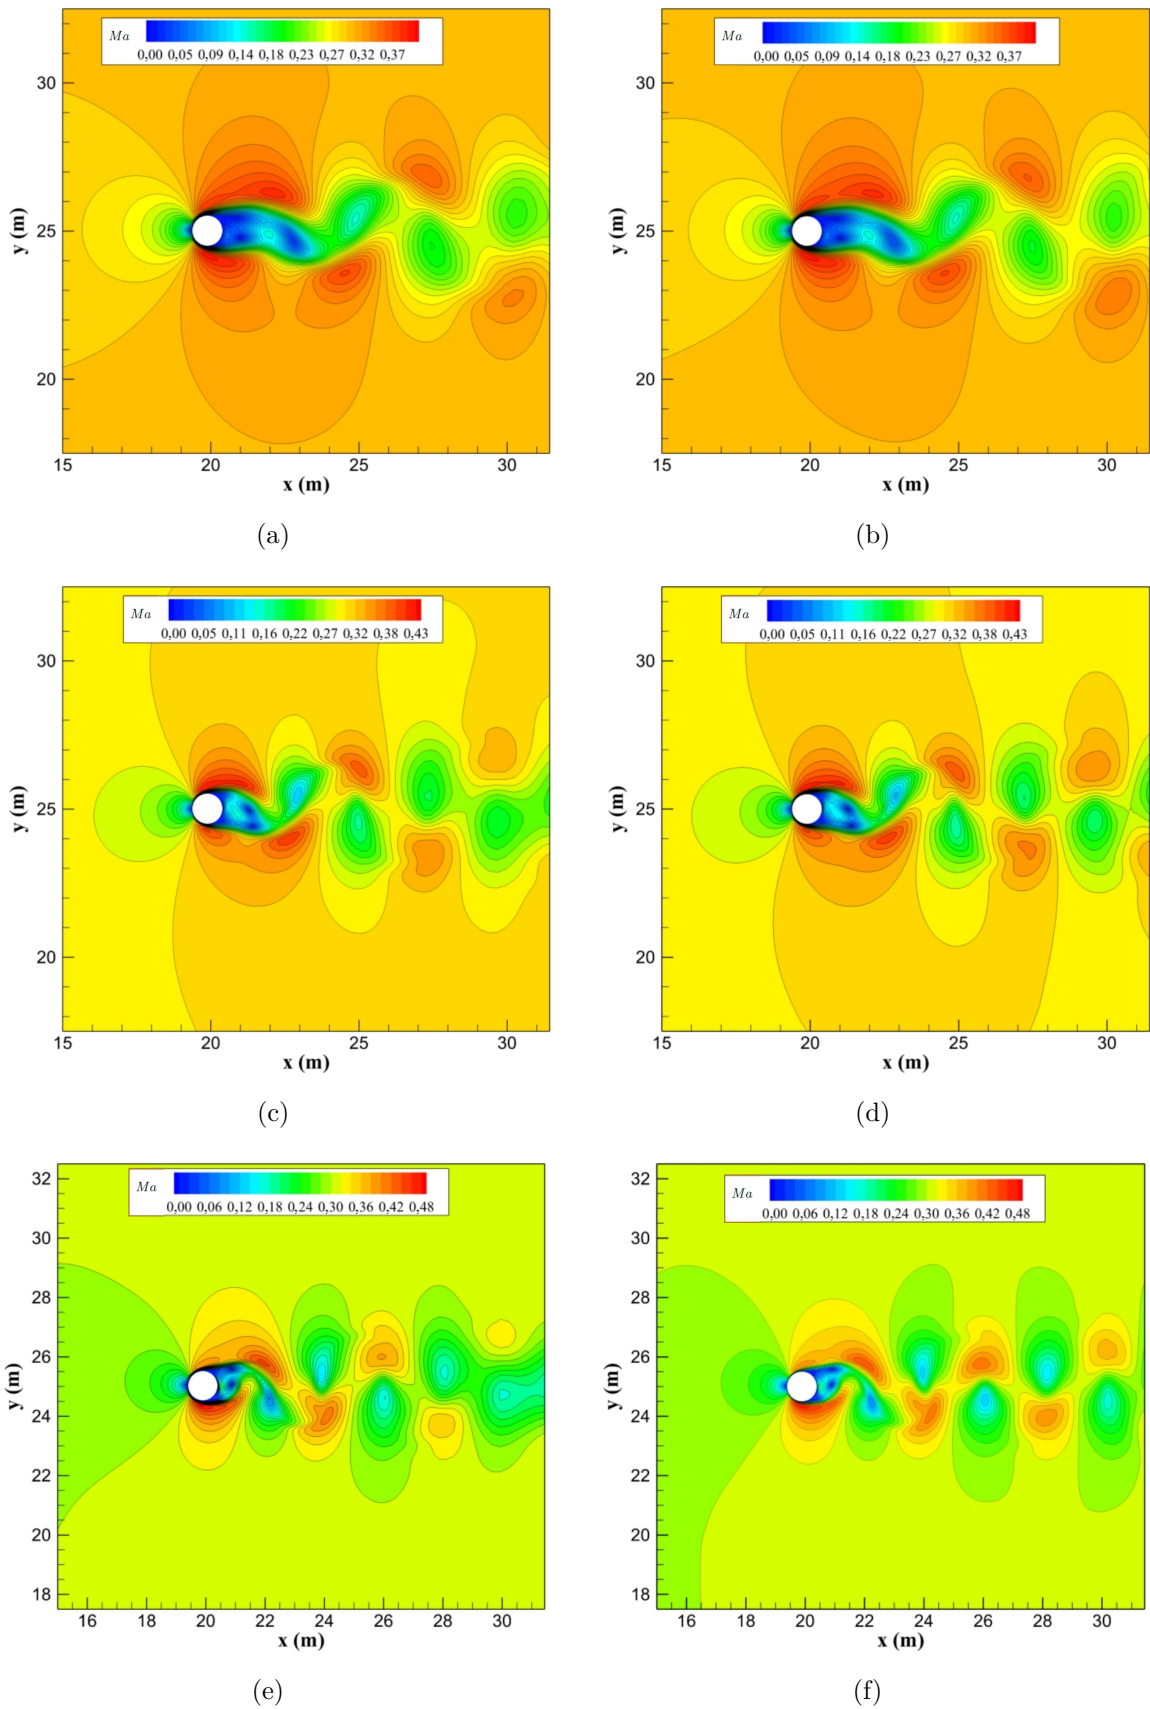 Ma
0,00 0,05 0,09 0,14 0,18 0,23 0,27 0,32 0,37
30
25
20
y (m)
15 20 25 30
x (m)
(a)
Ma
0,00 0,05 0,09 0,14 0,18 0,23 0,27 0,32 0,37
30
25
20
y (m)
15 20 25 30
x (m)
(b)
Ma
0,00 0,05 0,11 0,16 0,22 0,27 0,32 0,38 0,43
30
25
20
y (m)
15 20 25 30
x (m)
(c)
Ma
0,00 0,05 0,11 0,16 0,22 0,27 0,32 0,38 0,43
30
25
20
y (m)
15 20 25 30
x (m)
(d)
Ma
0,00 0,06 0,12 0,18 0,24 0,30 0,36 0,42 0,48
32
30
28
26
24
22
20
18
y (m)
16 18 20 22 24 26 28 30
x (m)
(e)
Ma
0,00 0,06 0,12 0,18 0,24 0,30 0,36 0,42 0,48
32
30
28
26
24
22
20
18
y (m)
16 18 20 22 24 26 28 30
x (m)
(f)